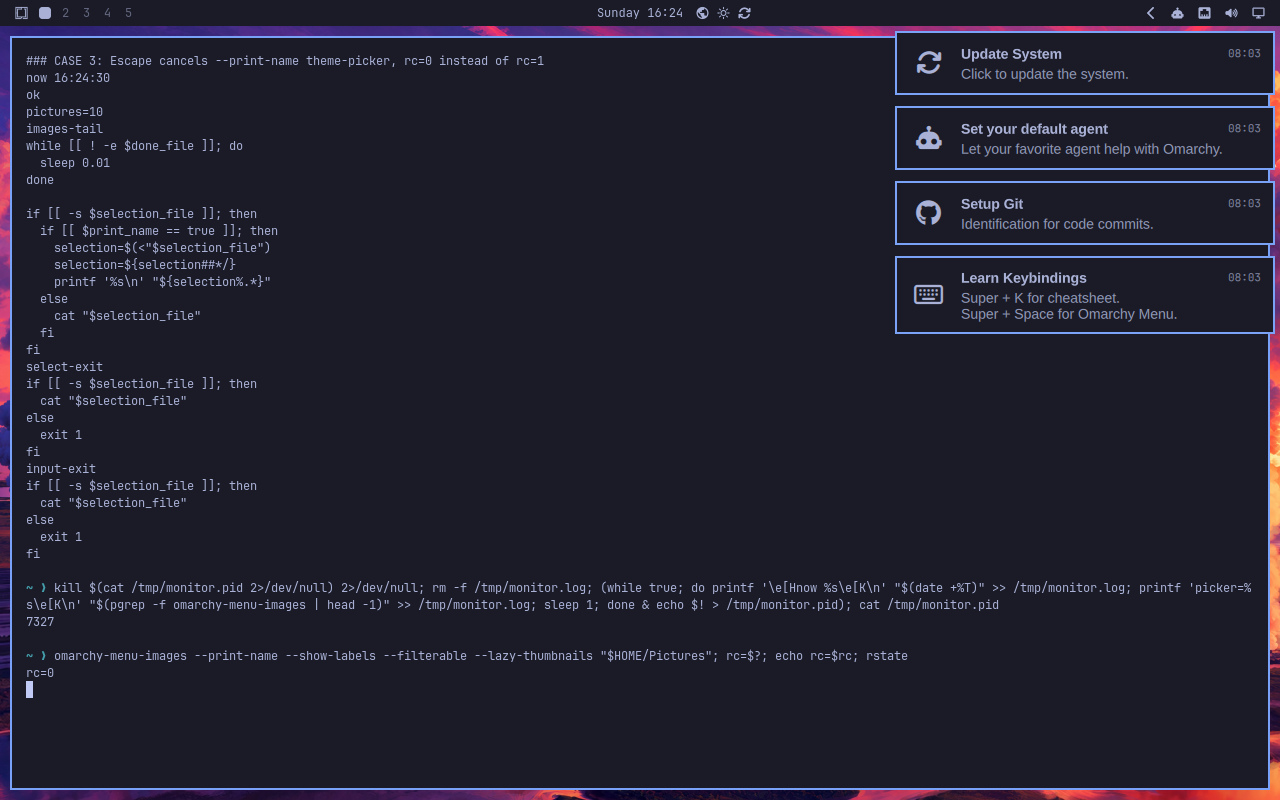 2 3 4 5
Sunday 16:24
### CASE 3: Escape cancels --print-name theme-picker, rc=0 instead of rc=1
now 16:24:30
ok
pictures=10
images-tail
while [[ ! -e $done_file ]]; do
  sleep 0.01
done
if [[ -s $selection_file ]]; then
  if [[ $print_name == true ]]; then
    selection=$(<"$selection_file")
    selection=${selection##*/}
    printf '%s\n' "${selection%.*}"
  else
    cat "$selection_file"
  fi
fi
select-exit
if [[ -s $selection_file ]]; then
  cat "$selection_file"
else
  exit 1
fi
input-exit
if [[ -s $selection_file ]]; then
  cat "$selection_file"
else
  exit 1
fi
~ ❯ kill $(cat /tmp/monitor.pid 2>/dev/null) 2>/dev/null; rm -f /tmp/monitor.log; (while true; do printf '\e[Hnow %s\e[K\n' "$(date +%T)" >> /tmp/monitor.log; printf 'picker=%
s\e[K\n' "$(pgrep -f omarchy-menu-images | head -1)" >> /tmp/monitor.log; sleep 1; done & echo $! > /tmp/monitor.pid); cat /tmp/monitor.pid
7327
~ ❯ omarchy-menu-images --print-name --show-labels --filterable --lazy-thumbnails "$HOME/Pictures"; rc=$?; echo rc=$rc; rstate
rc=0
Update System 08:03
Click to update the system.
Set your default agent 08:03
Let your favorite agent help with Omarchy.
Setup Git 08:03
Identification for code commits.
Learn Keybindings 08:03
Super + K for cheatsheet.
Super + Space for Omarchy Menu.